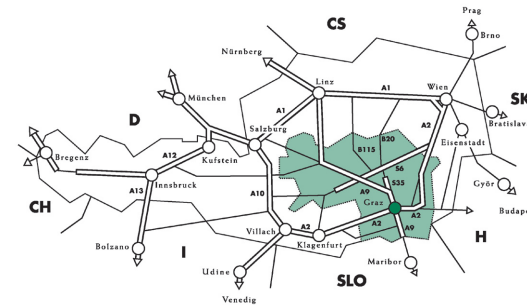 CS
Prag
Brno
Nürnberg
Linz
A1
Wien
SK
D
München
A1
Bratislava
B20
A2
Salzburg
B115
Eisenstadt
Bregenz
A12
Kufstein
S6
Innsbruck
A9
S35
Györ
CH
A13
A10
Graz
Budape
A2
Bolzano
Villach
A2
A2
A9
H
I
Klagenfurt
Udine
SLO
Maribor
Venedig